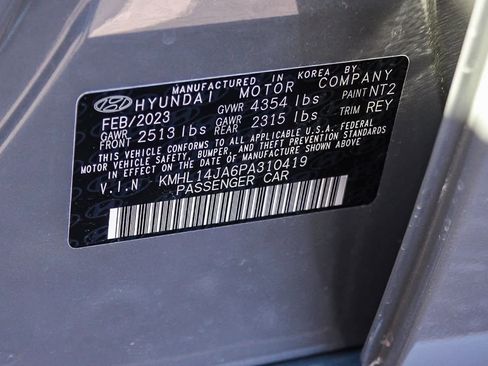 MANUFACTURED IN KOREA BY
HYUNDAI MOTOR COMPANY
FEB/2023 GVWR 4354 lbs PAINT NT2
GAWR FRONT 2513 lbs GAWR REAR 2315 lbs TRIM REY
THIS VEHICLE CONFORMS TO ALL APPLICABLE U.S.A. FEDERAL
MOTOR VEHICLE SAFETY, BUMPER, AND THEFT PREVENTION STANDARDS
IN EFFECT ON THE DATE OF MANUFACTURE SHOWN ABOVE.
V.I.N KMHL14JA6PA310419
PASSENGER CAR